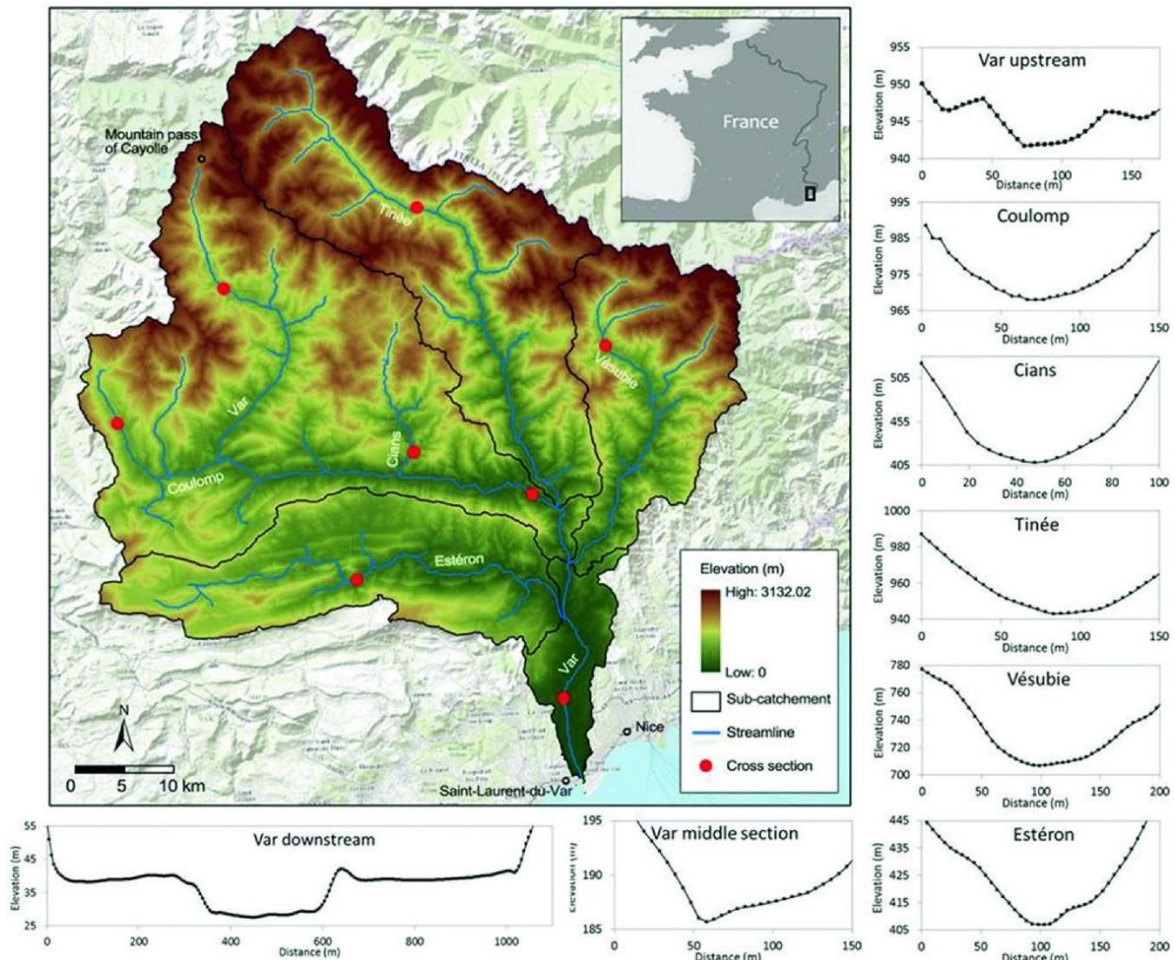 Mountain pass
of Cayolle
Tinée
Var
Vésubie
Cians
Coulomp
Estéron
Var
Nice
Saint-Laurent-du-Var
N
0 5 10 km
France
Elevation (m)
High: 3132.02
Low: 0
Sub-catchement
Streamline
Cross section
Var upstream
Elevation (m)
955
950
945
940
0 50 100 150
Distance (m)
Coulomp
Elevation (m)
995
985
975
965
0 50 100 150
Distance (m)
Cians
Elevation (m)
505
455
405
0 20 40 60 80 100
Distance (m)
Tinée
Elevation (m)
1000
980
960
940
0 50 100 150
Distance (m)
Vésubie
Elevation (m)
780
760
740
720
700
0 50 100 150 200
Distance (m)
Var downstream
Elevation (m)
55
45
35
25
0 200 400 600 800 1000
Distance (m)
Var middle section
Elevation (m)
195
190
185
0 50 100 150
Distance (m)
Estéron
Elevation (m)
445
435
425
415
405
0 50 100 150 200
Distance (m)